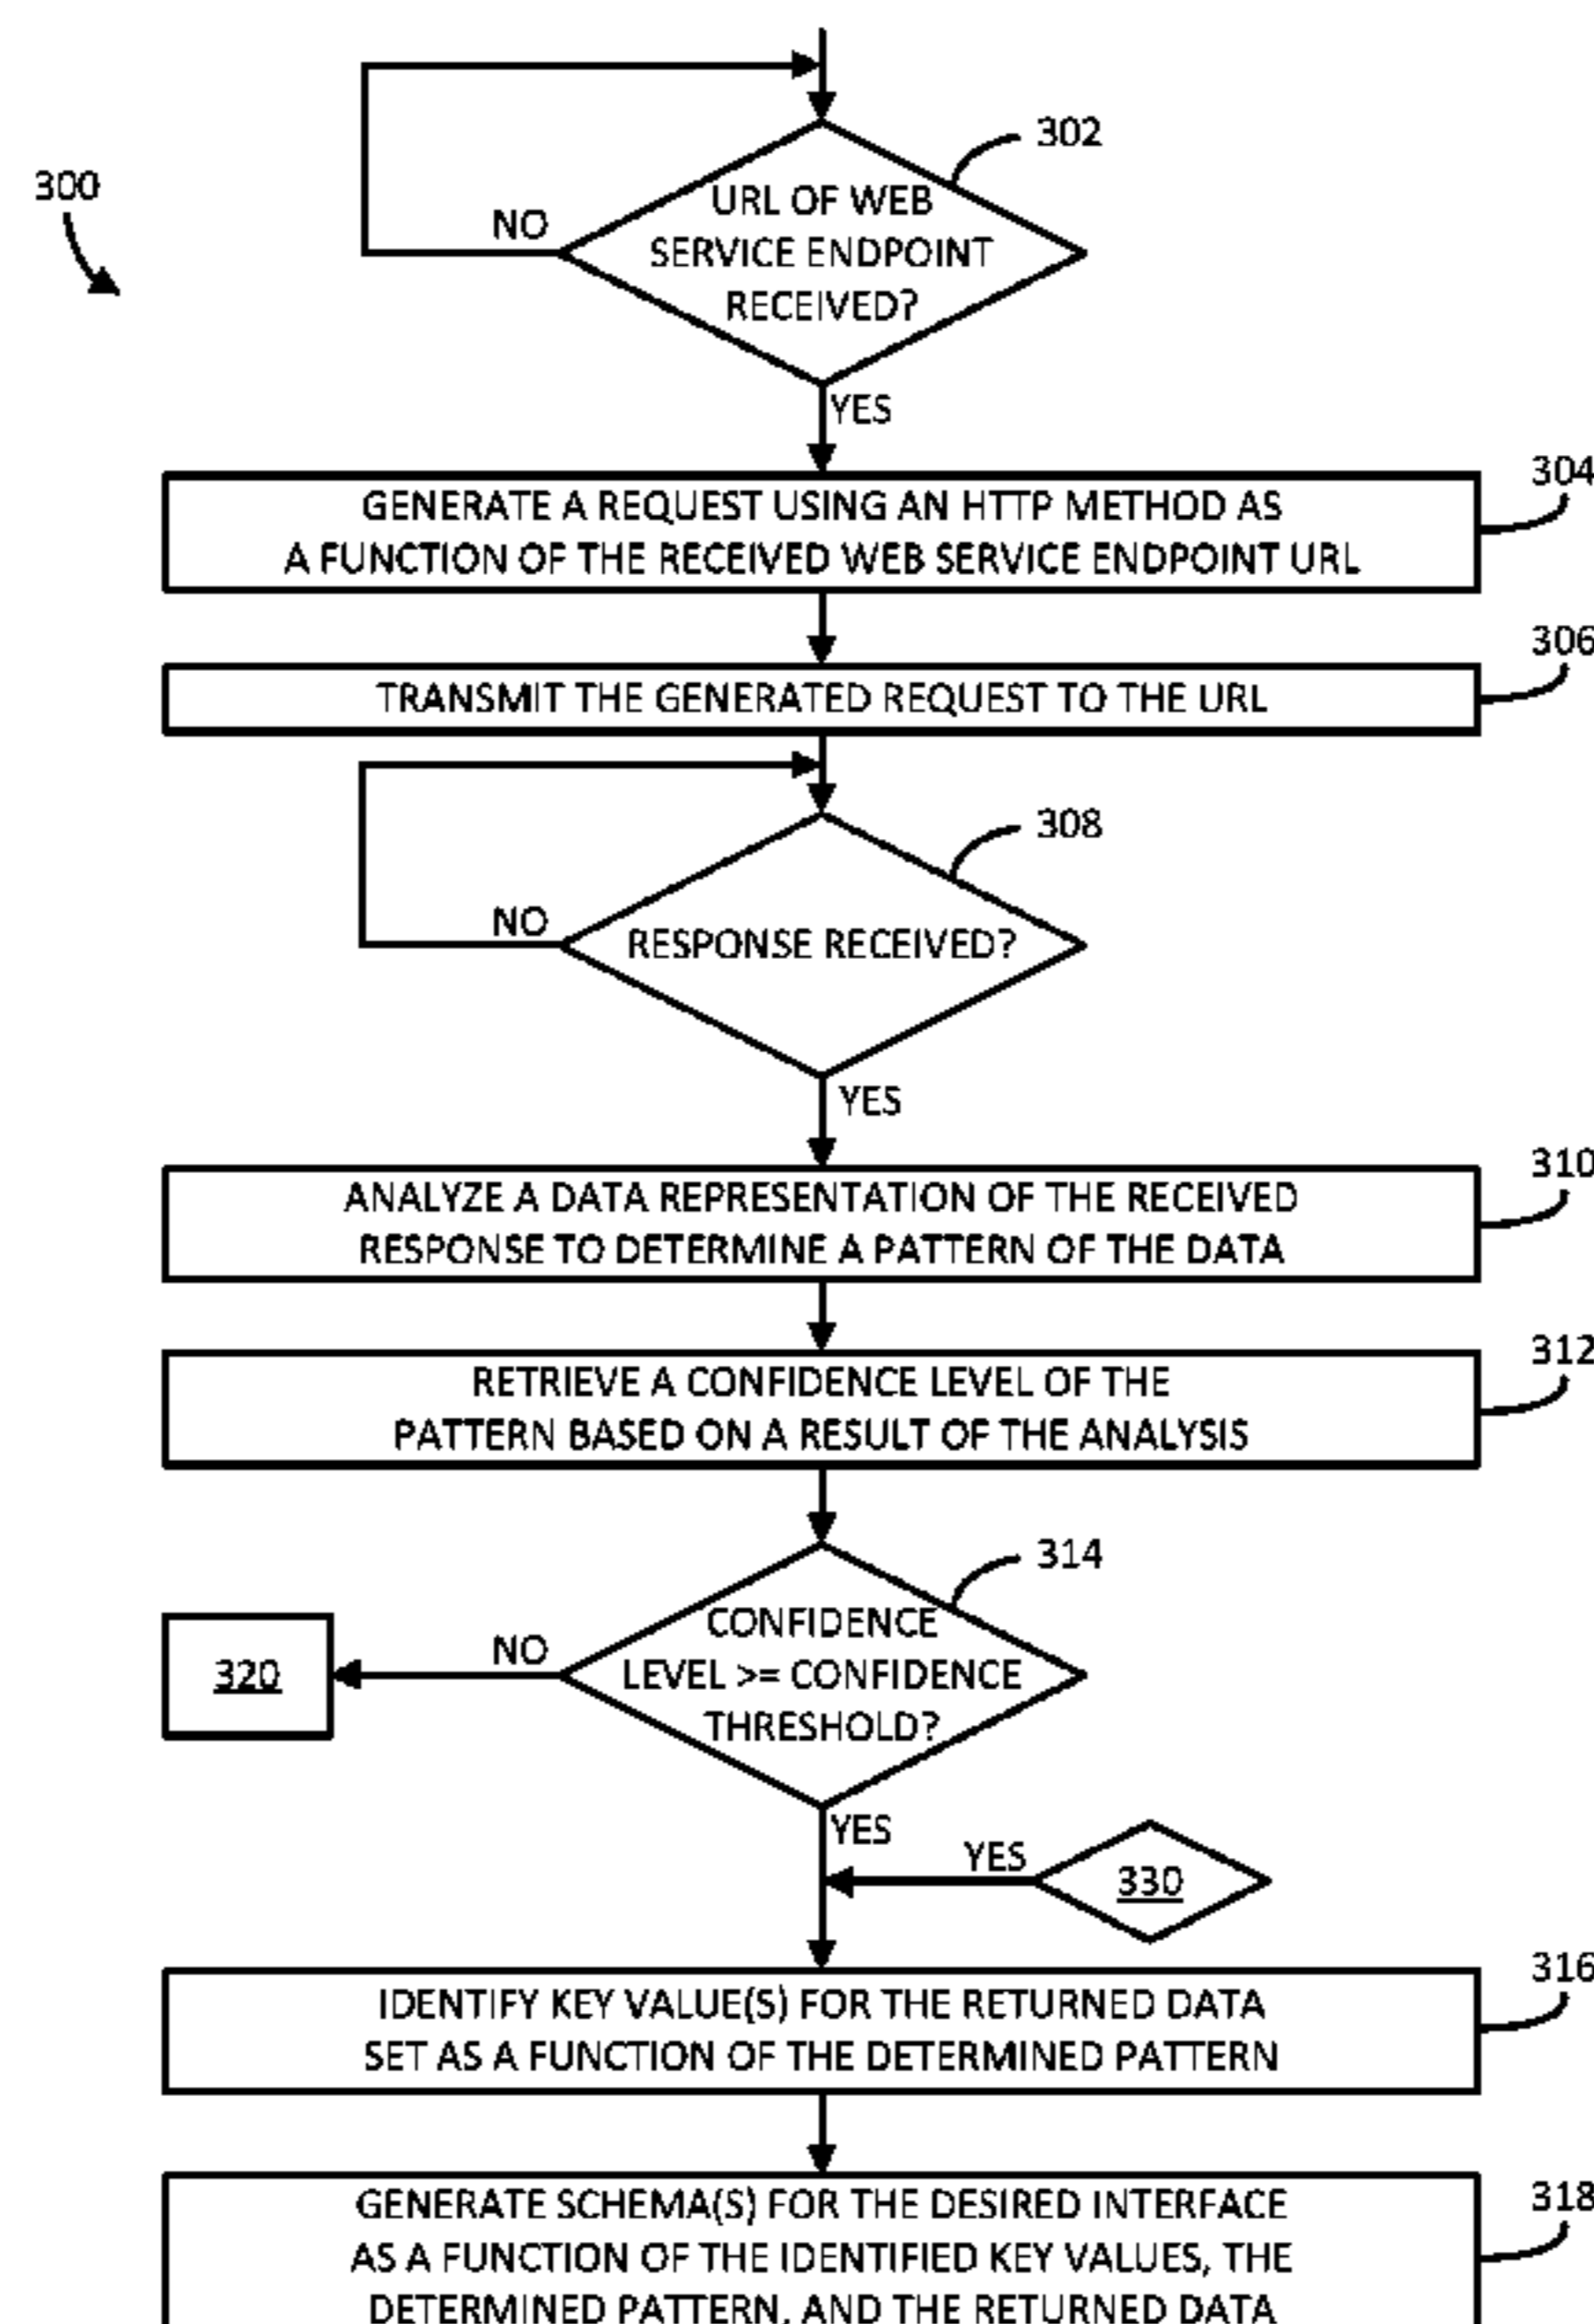 302
300
URL OF WEB
NO
SERVICE ENDPOINT
RECEIVED?
YES
304
GENERATE A REQUEST USING AN HTTP METHOD AS
A FUNCTION OF THE RECEIVED WEB SERVICE ENDPOINT URL
306
TRANSMIT THE GENERATED REQUEST TO THE URL
308
NO
RESPONSE RECEIVED?
YES
310
ANALYZE A DATA REPRESENTATION OF THE RECEIVED
RESPONSE TO DETERMINE A PATTERN OF THE DATA
312
RETRIEVE A CONFIDENCE LEVEL OF THE
PATTERN BASED ON A RESULT OF THE ANALYSIS
314
CONFIDENCE
NO
320
LEVEL >= CONFIDENCE
THRESHOLD?
YES
YES
330
316
IDENTIFY KEY VALUE(S) FOR THE RETURNED DATA
SET AS A FUNCTION OF THE DETERMINED PATTERN
318
GENERATE SCHEMA(S) FOR THE DESIRED INTERFACE
AS A FUNCTION OF THE IDENTIFIED KEY VALUES, THE
DETERMINED PATTERN, AND THE RETURNED DATA